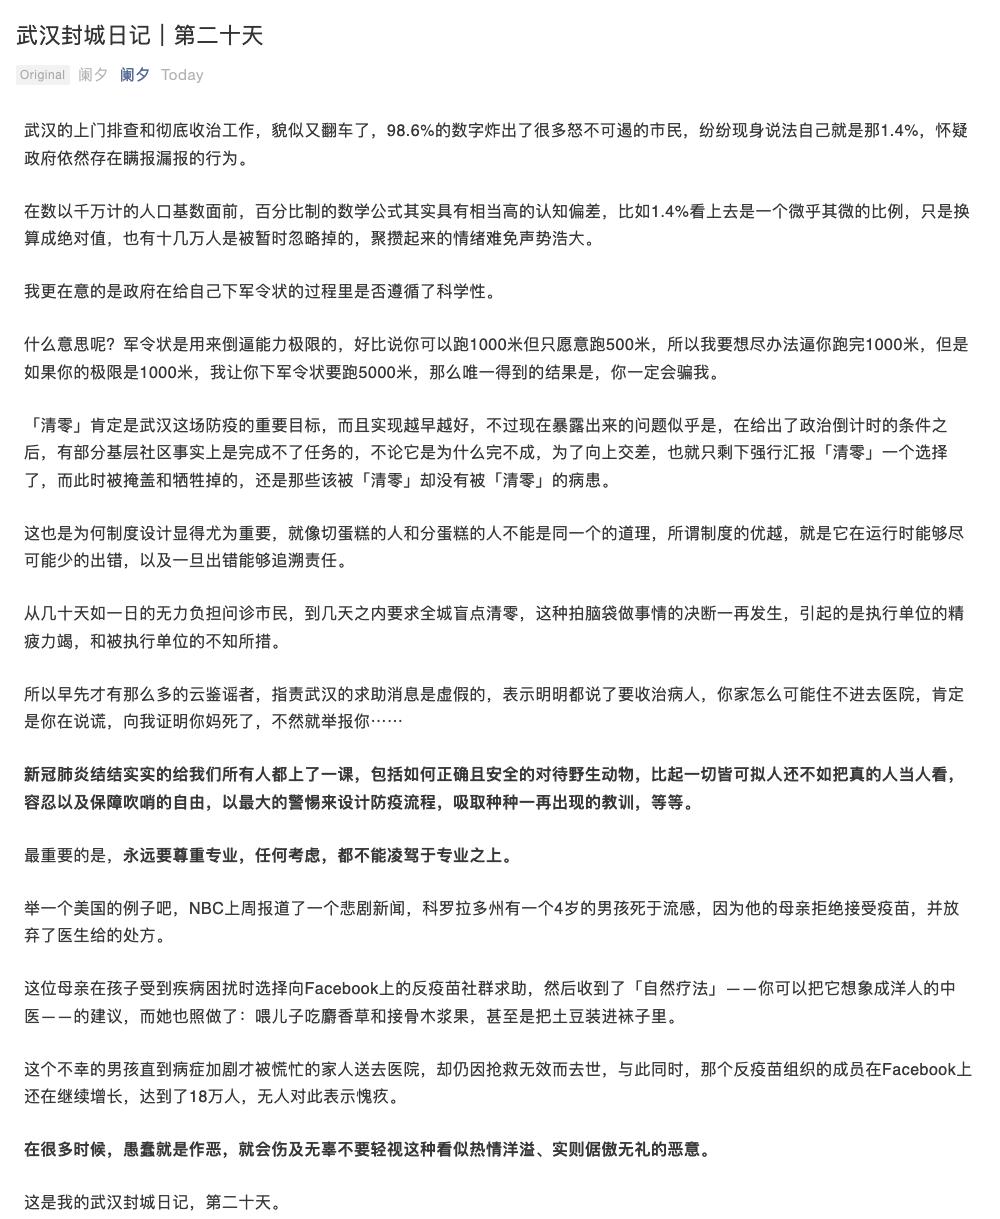 武汉封城日记｜第二十天
Original 阑夕 阑夕 Today
武汉的上门排查和彻底收治工作，貌似又翻车了，98.6%的数字炸出了很多怒不可遏的市民，纷纷现身说法自己就是那1.4%，怀疑
政府依然存在瞒报漏报的行为。
在数以千万计的人口基数面前，百分比制的数学公式其实具有相当高的认知偏差，比如1.4%看上去是一个微乎其微的比例，只是换
算成绝对值，也有十几万人是被暂时忽略掉的，聚攒起来的情绪难免声势浩大。
我更在意的是政府在给自己下军令状的过程里是否遵循了科学性。
什么意思呢？军令状是用来倒逼能力极限的，好比说你可以跑1000米但只愿意跑500米，所以我要想尽办法逼你跑完1000米，但是
如果你的极限是1000米，我让你下军令状要跑5000米，那么唯一得到的结果是，你一定会骗我。
「清零」肯定是武汉这场防疫的重要目标，而且实现越早越好，不过现在暴露出来的问题似乎是，在给出了政治倒计时的条件之
后，有部分基层社区事实上是完成不了任务的，不论它是为什么完不成，为了向上交差，也就只剩下强行汇报「清零」一个选择
了，而此时被掩盖和牺牲掉的，还是那些该被「清零」却没有被「清零」的病患。
这也是为何制度设计显得尤为重要，就像切蛋糕的人和分蛋糕的人不能是同一个的道理，所谓制度的优越，就是它在运行时能够尽
可能少的出错，以及一旦出错能够追溯责任。
从几十天如一日的无力负担问诊市民，到几天之内要求全城盲点清零，这种拍脑袋做事情的决断一再发生，引起的是执行单位的精
疲力竭，和被执行单位的不知所措。
所以早先才有那么多的云鉴谣者，指责武汉的求助消息是虚假的，表示明明都说了要收治病人，你家怎么可能住不进去医院，肯定
是你在说谎，向我证明你妈死了，不然就举报你……
新冠肺炎结结实实的给我们所有人都上了一课，包括如何正确且安全的对待野生动物，比起一切皆可拟人还不如把真的人当人看，
容忍以及保障吹哨的自由，以最大的警惕来设计防疫流程，吸取种种一再出现的教训，等等。
最重要的是，永远要尊重专业，任何考虑，都不能凌驾于专业之上。
举一个美国的例子吧，NBC上周报道了一个悲剧新闻，科罗拉多州有一个4岁的男孩死于流感，因为他的母亲拒绝接受疫苗，并放
弃了医生给的处方。
这位母亲在孩子受到疾病困扰时选择向Facebook上的反疫苗社群求助，然后收到了「自然疗法」——你可以把它想象成洋人的中
医——的建议，而她也照做了：喂儿子吃麝香草和接骨木浆果，甚至是把土豆装进袜子里。
这个不幸的男孩直到病症加剧才被慌忙的家人送去医院，却仍因抢救无效而去世，与此同时，那个反疫苗组织的成员在Facebook上
还在继续增长，达到了18万人，无人对此表示愧疚。
在很多时候，愚蠢就是作恶，就会伤及无辜不要轻视这种看似热情洋溢、实则倨傲无礼的恶意。
这是我的武汉封城日记，第二十天。